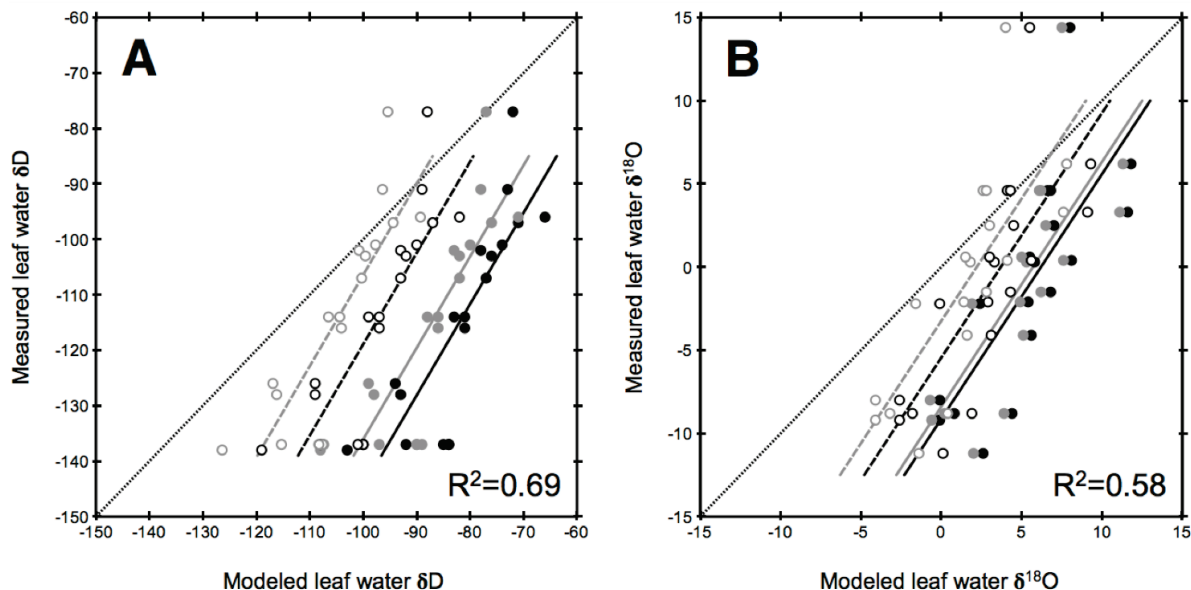 A
Measured leaf water δD
-60
-70
-80
-90
-100
-110
-120
-130
-140
-150
R²=0.69
-150 -140 -130 -120 -110 -100 -90 -80 -70 -60
Modeled leaf water δD
B
Measured leaf water δ¹⁸O
15
10
5
0
-5
-10
-15
R²=0.58
-15 -10 -5 0 5 10 15
Modeled leaf water δ¹⁸O